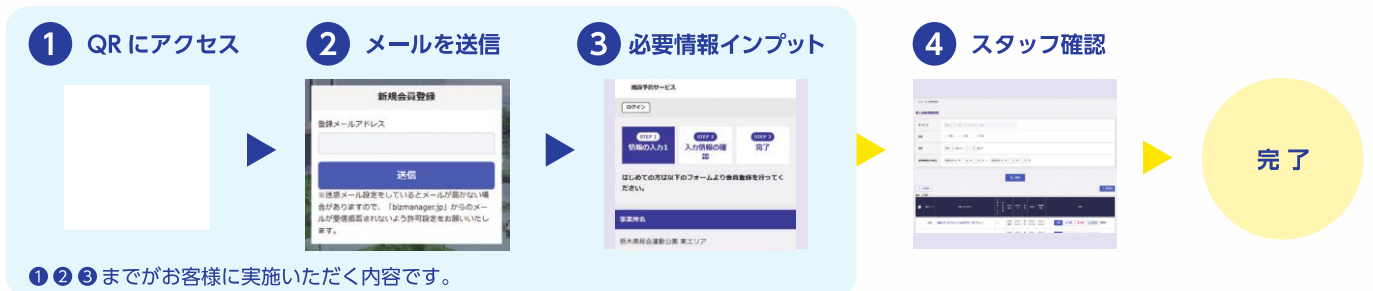 1 QRにアクセス
2 メールを送信
3 必要情報インプット
4 スタッフ確認
新規会員登録
登録メールアドレス
送信
※迷惑メール設定をしているとメールが届かない場
合がありますので、「bizmanager.jp」からのメー
ルが受信拒否されないよう許可設定をお願いいたし
ます。
施設予約サービス
ログイン
STEP 1
情報の入力1
STEP 2
入力情報の確
認
STEP 3
完了
はじめての方は以下のフォームより会員登録を行ってく
ださい。
事業所名
栃木県総合運動公園 東エリア
完了
1 2 3 までがお客様に実施いただく内容です。